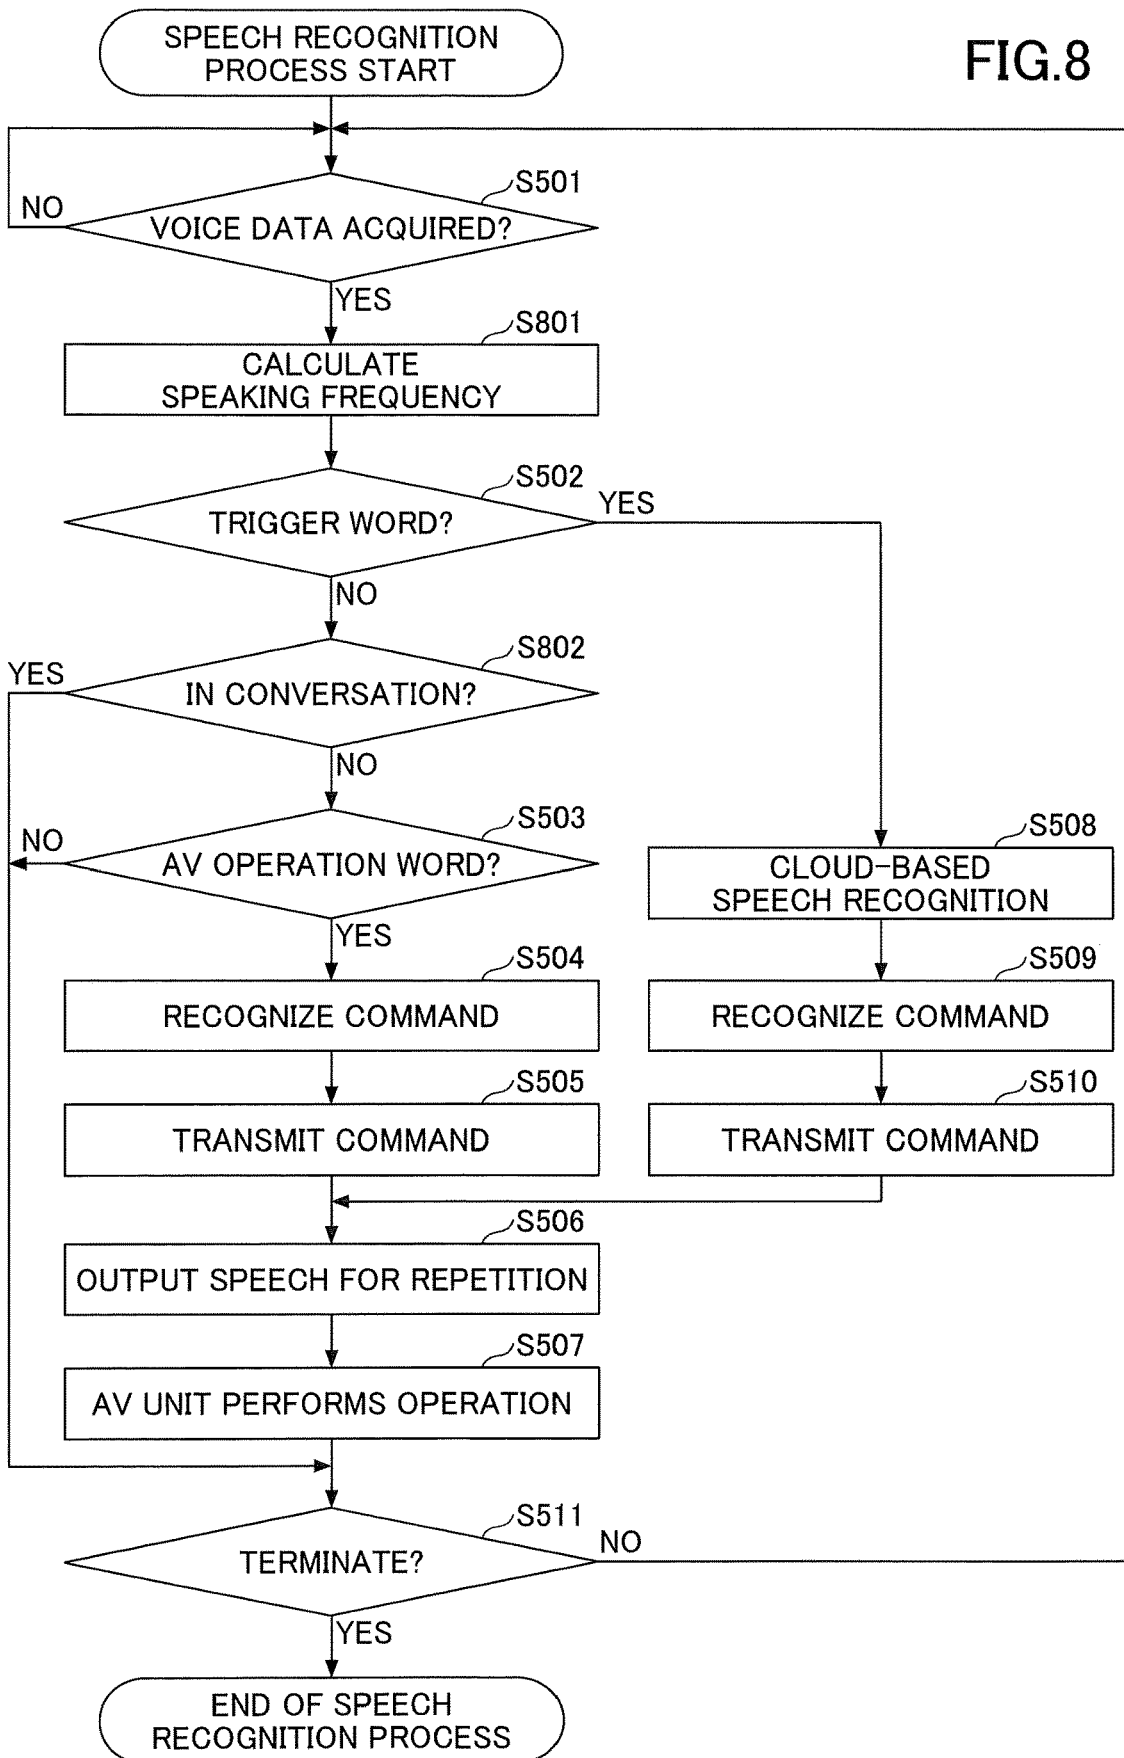 SPEECH RECOGNITION
PROCESS START
FIG.8
S501
NO
VOICE DATA ACQUIRED?
YES
S801
CALCULATE
SPEAKING FREQUENCY
S502
YES
TRIGGER WORD?
NO
S802
YES
IN CONVERSATION?
NO
S503
NO
AV OPERATION WORD?
YES
S508
CLOUD-BASED
SPEECH RECOGNITION
S504
RECOGNIZE COMMAND
S509
RECOGNIZE COMMAND
S505
TRANSMIT COMMAND
S510
TRANSMIT COMMAND
S506
OUTPUT SPEECH FOR REPETITION
S507
AV UNIT PERFORMS OPERATION
S511
NO
TERMINATE?
YES
END OF SPEECH
RECOGNITION PROCESS